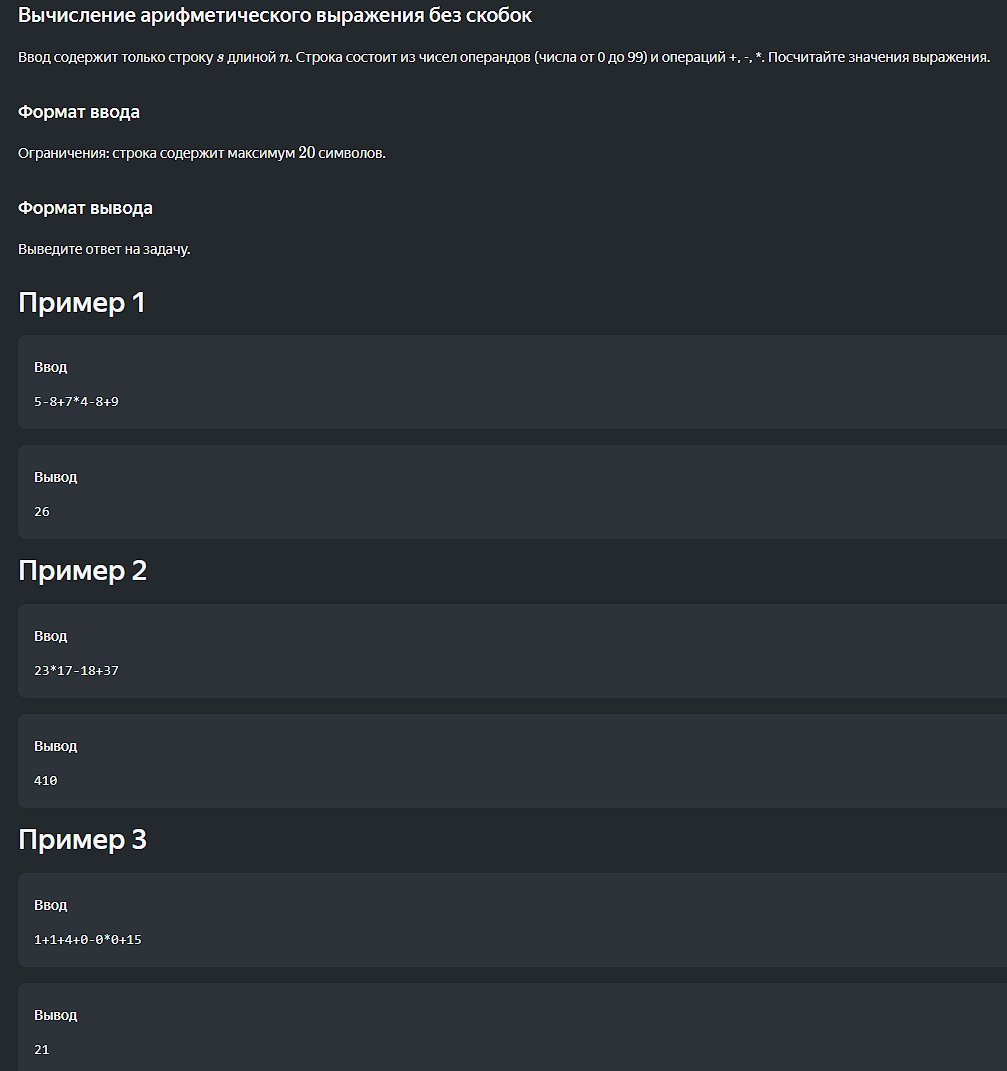 Вычисление арифметического выражения без скобок
Ввод содержит только строку s длиной n. Строка состоит из чисел операндов (числа от 0 до 99) и операций +, -, *. Посчитайте значения выражения.
Формат ввода
Ограничения: строка содержит максимум 20 символов.
Формат вывода
Выведите ответ на задачу.
Пример 1
Ввод
5-8+7*4-8+9
Вывод
26
Пример 2
Ввод
23*17-18+37
Вывод
410
Пример 3
Ввод
1+1+4+0-0*0+15
Вывод
21